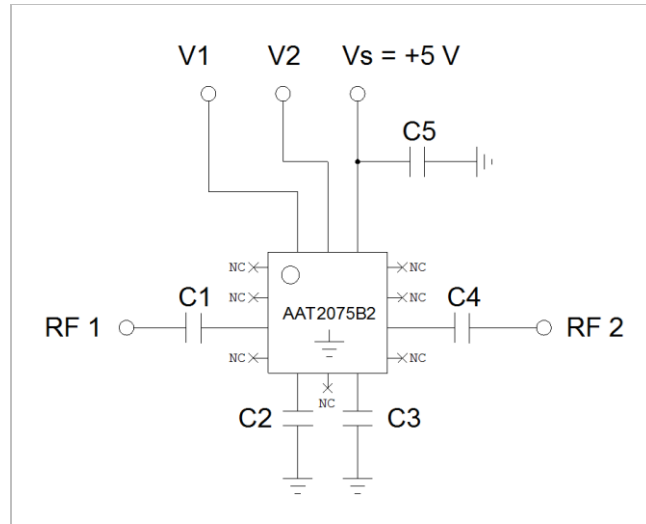 V1 V2 Vs = +5 V
C5
NC NC
C1 NC NC C4
AAT2075B2
RF 1 RF 2
NC NC
NC
C2 C3